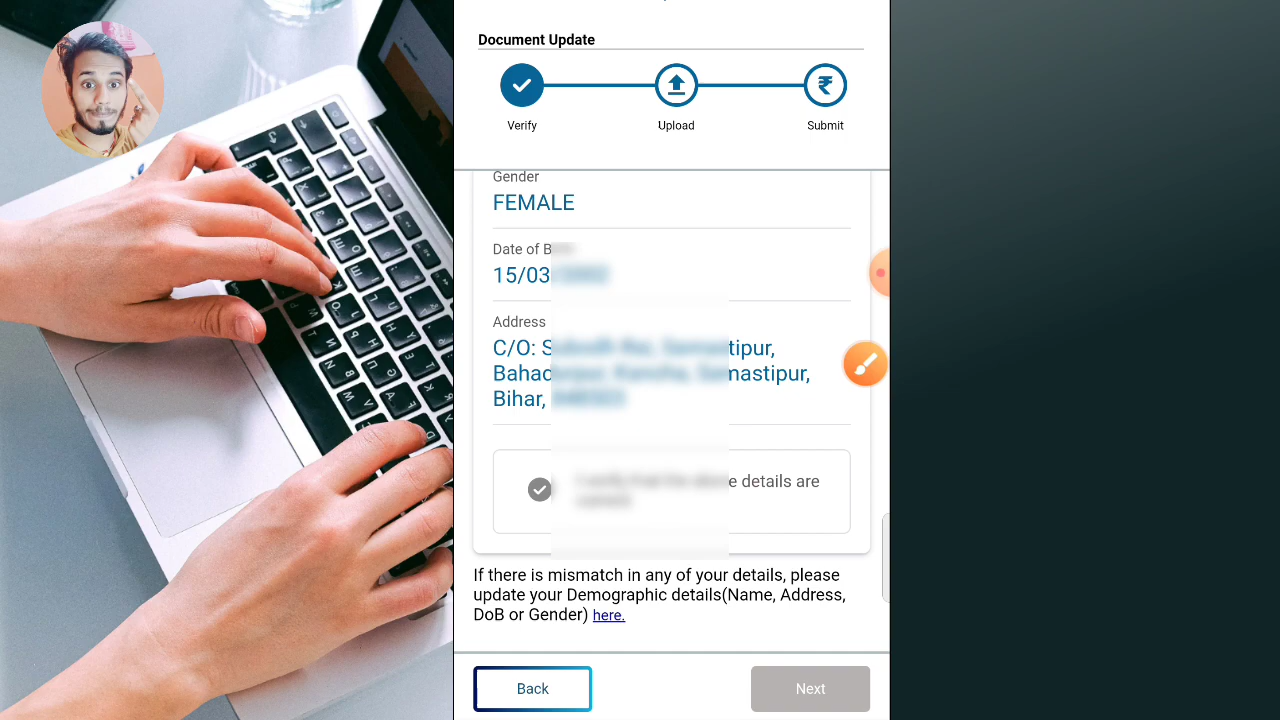 Document Update
Verify
Upload
Submit
Gender
FEMALE
Date of B
15/03
Address
C/O: S tipur,
Bahad mastipur,
Bihar,
e details are
If there is mismatch in any of your details, please
update your Demographic details(Name, Address,
DoB or Gender) here.
Back
Next